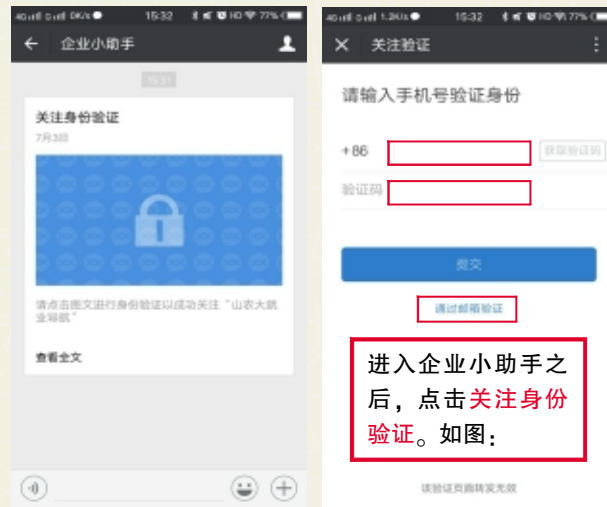 15:32
77%
企业小助手
15:31
关注身份验证
7月3日
请点击图文进行身份验证以成功关注“山农大就
业导航”
查看全文
15:32
77%
关注验证
请输入手机号验证身份
+86
获取验证码
验证码
提交
通过邮箱验证
进入企业小助手之
后，点击关注身份
验证。如图：
该验证页面转发无效